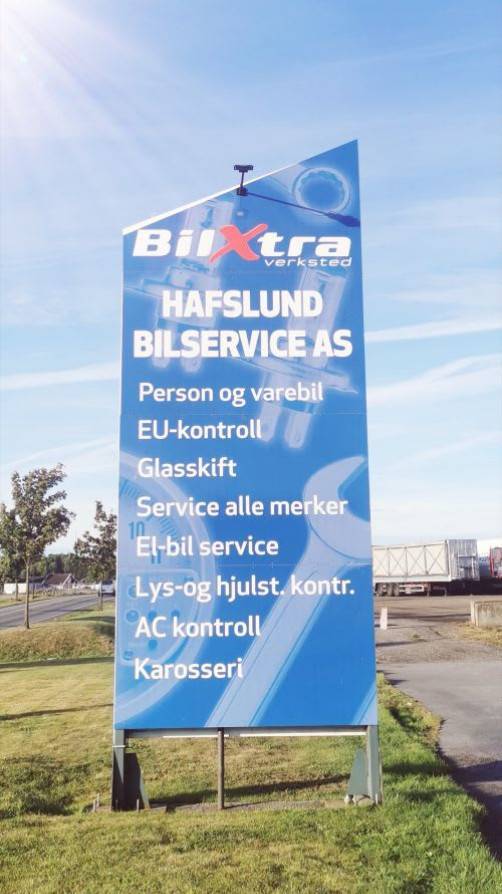 BilXtra
verksted
HAFSLUND
BILSERVICE AS
Person og varebil
EU-kontroll
Glasskift
Service alle merker
El-bil service
Lys-og hjulst. kontr.
AC kontroll
Karosseri
10